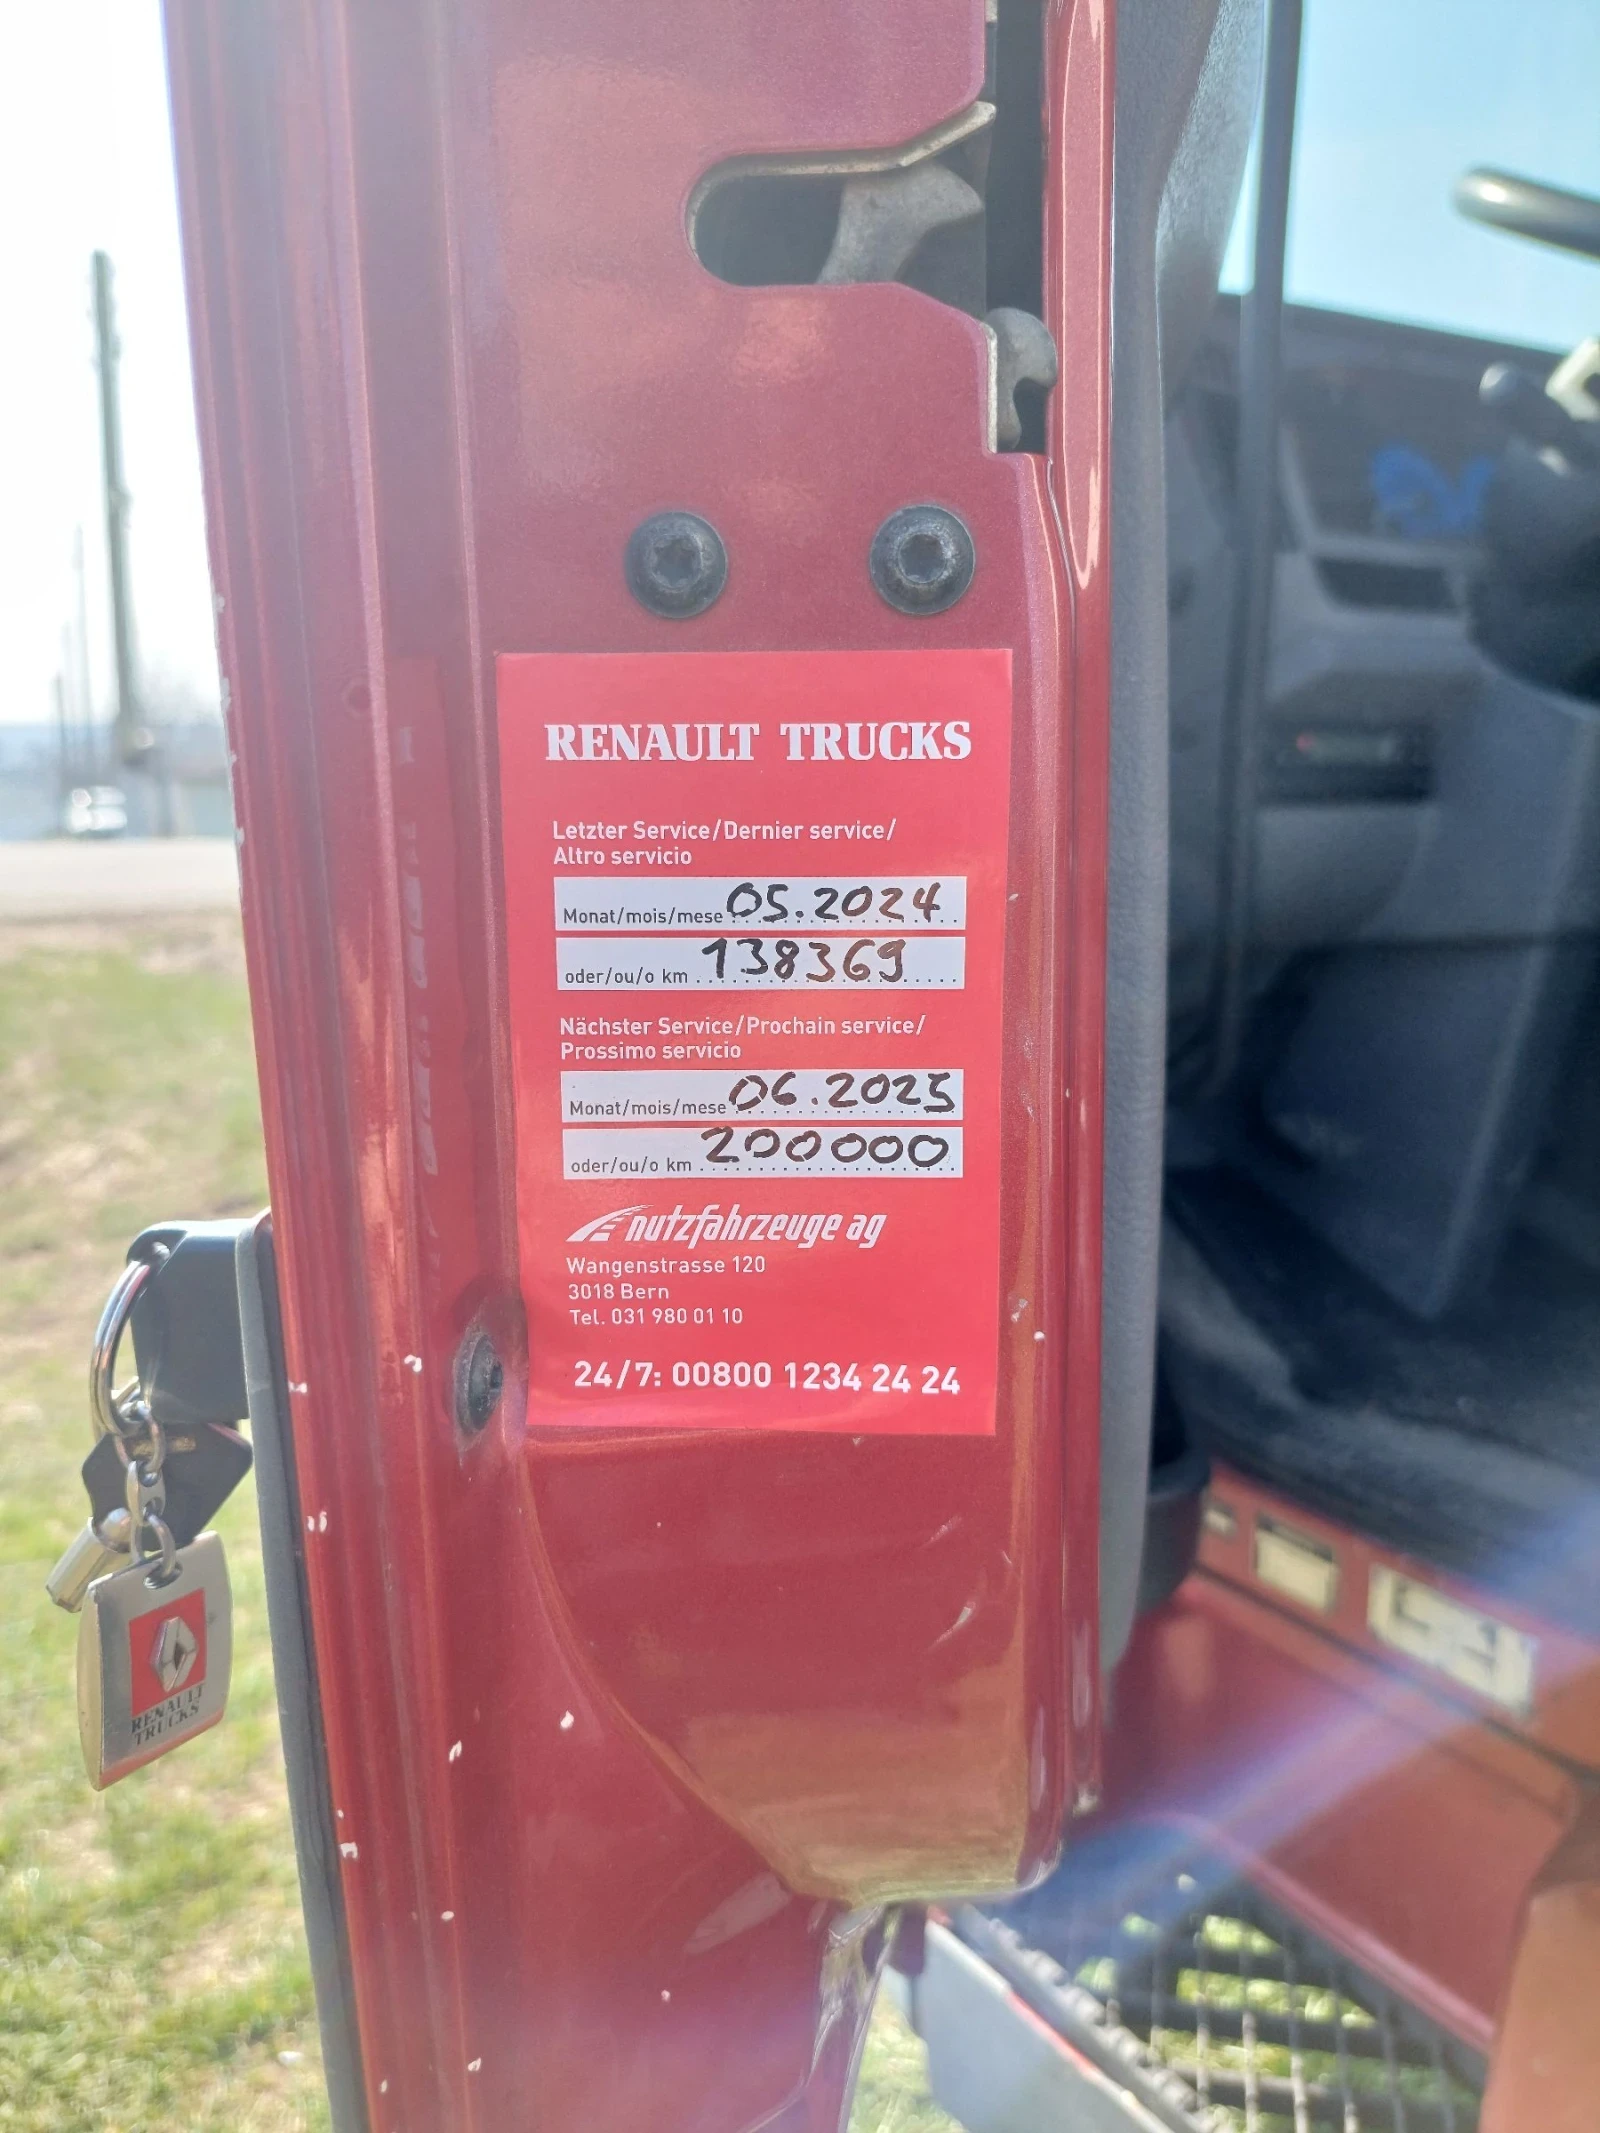 RENAULT TRUCKS
Letzter Service/Dernier service/
Altro servicio
Monat/mois/mese 05.2024
oder/ou/o km 138369
Nächster Service/Prochain service/
Prossimo servicio
Monat/mois/mese 06.2025
oder/ou/o km 200000
nutzfahrzeuge ag
Wangenstrasse 120
3018 Bern
Tel. 031 980 01 10
24/7: 00800 1234 24 24
RENAULT
TRUCKS